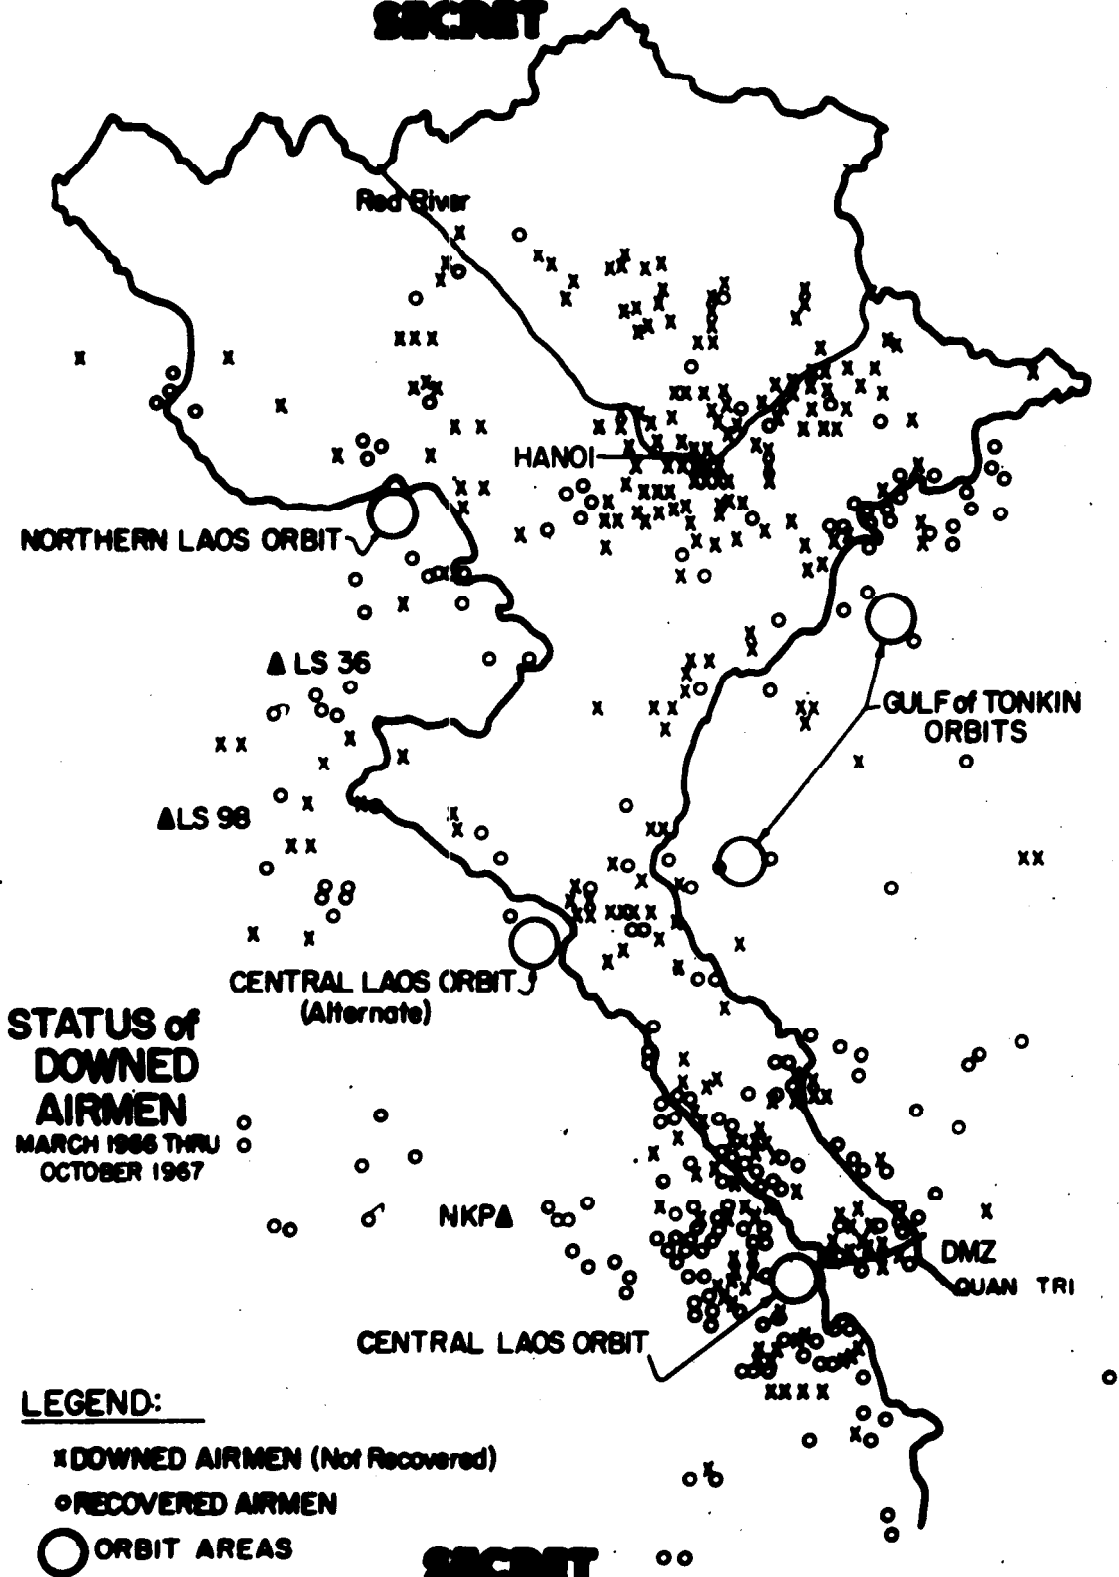 SECRET
Red River
HANOI
NORTHERN LAOS ORBIT
LS 36
GULF of TONKIN
ORBITS
LS 98
CENTRAL LAOS ORBIT
(Alternate)
STATUS of
DOWNED
AIRMEN
MARCH 1966 THRU
OCTOBER 1967
NKP
DMZ
QUAN TRI
CENTRAL LAOS ORBIT
LEGEND:
x DOWNED AIRMEN (Not Recovered)
o RECOVERED AIRMEN
ORBIT AREAS
SECRET